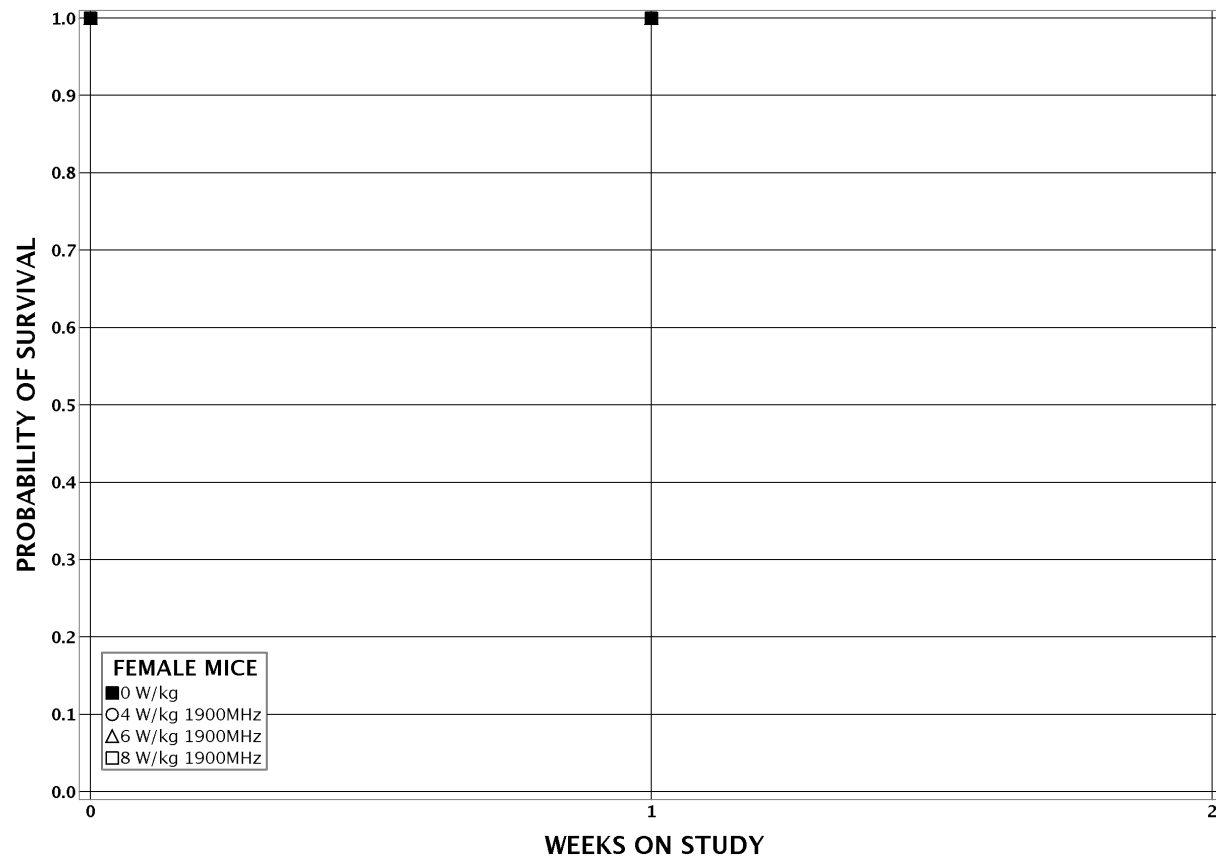 1.0
0.9
0.8
0.7
0.6
0.5
0.4
0.3
0.2
0.1
0.0
PROBABILITY OF SURVIVAL
FEMALE MICE
0 W/kg
4 W/kg 1900MHz
6 W/kg 1900MHz
8 W/kg 1900MHz
0 1 2
WEEKS ON STUDY